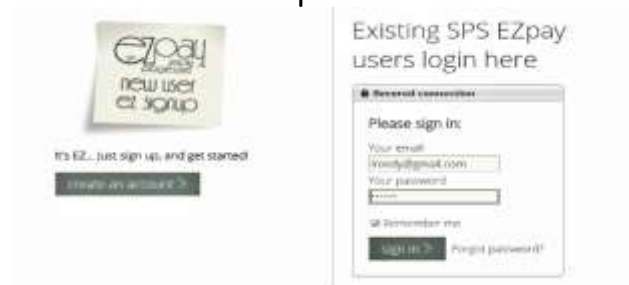 EZpay
new user
ez signup
It's EZ... just sign up, and get started!
create an account >
Existing SPS EZpay
users login here
Secured connection
Please sign in:
Your email
Your password
Remember me
sign in >
Forgot password?